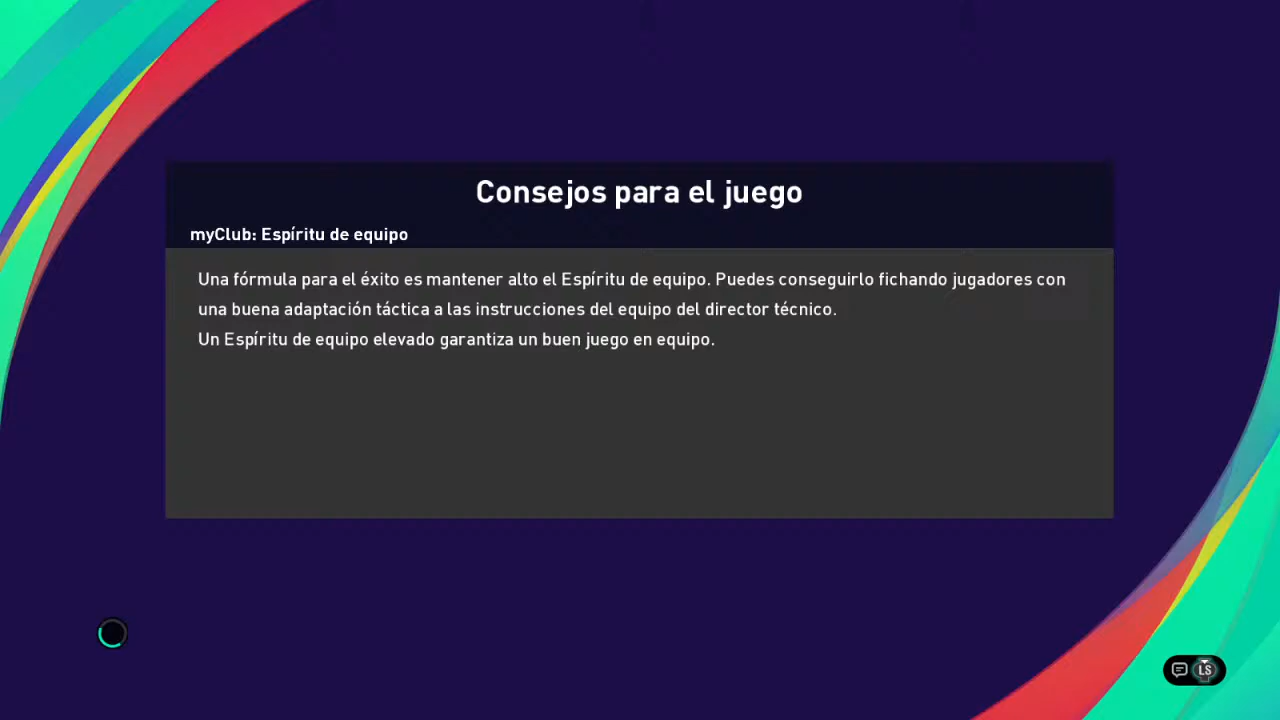 Consejos para el juego
myClub: Espíritu de equipo
Una fórmula para el éxito es mantener alto el Espíritu de equipo. Puedes conseguirlo fichando jugadores con
una buena adaptación táctica a las instrucciones del equipo del director técnico.
Un Espíritu de equipo elevado garantiza un buen juego en equipo.
LS